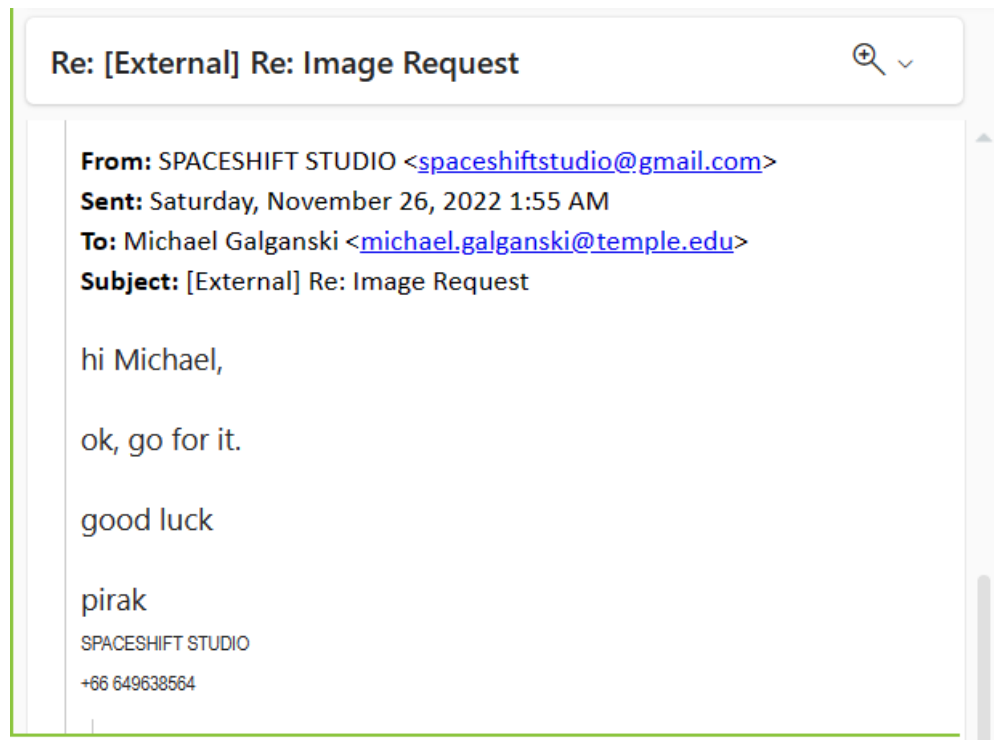 Re: [External] Re: Image Request
From: SPACESHIFT STUDIO <spaceshiftstudio@gmail.com>
Sent: Saturday, November 26, 2022 1:55 AM
To: Michael Galganski <michael.galganski@temple.edu>
Subject: [External] Re: Image Request
hi Michael,
ok, go for it.
good luck
pirak
SPACESHIFT STUDIO
+66 649638564